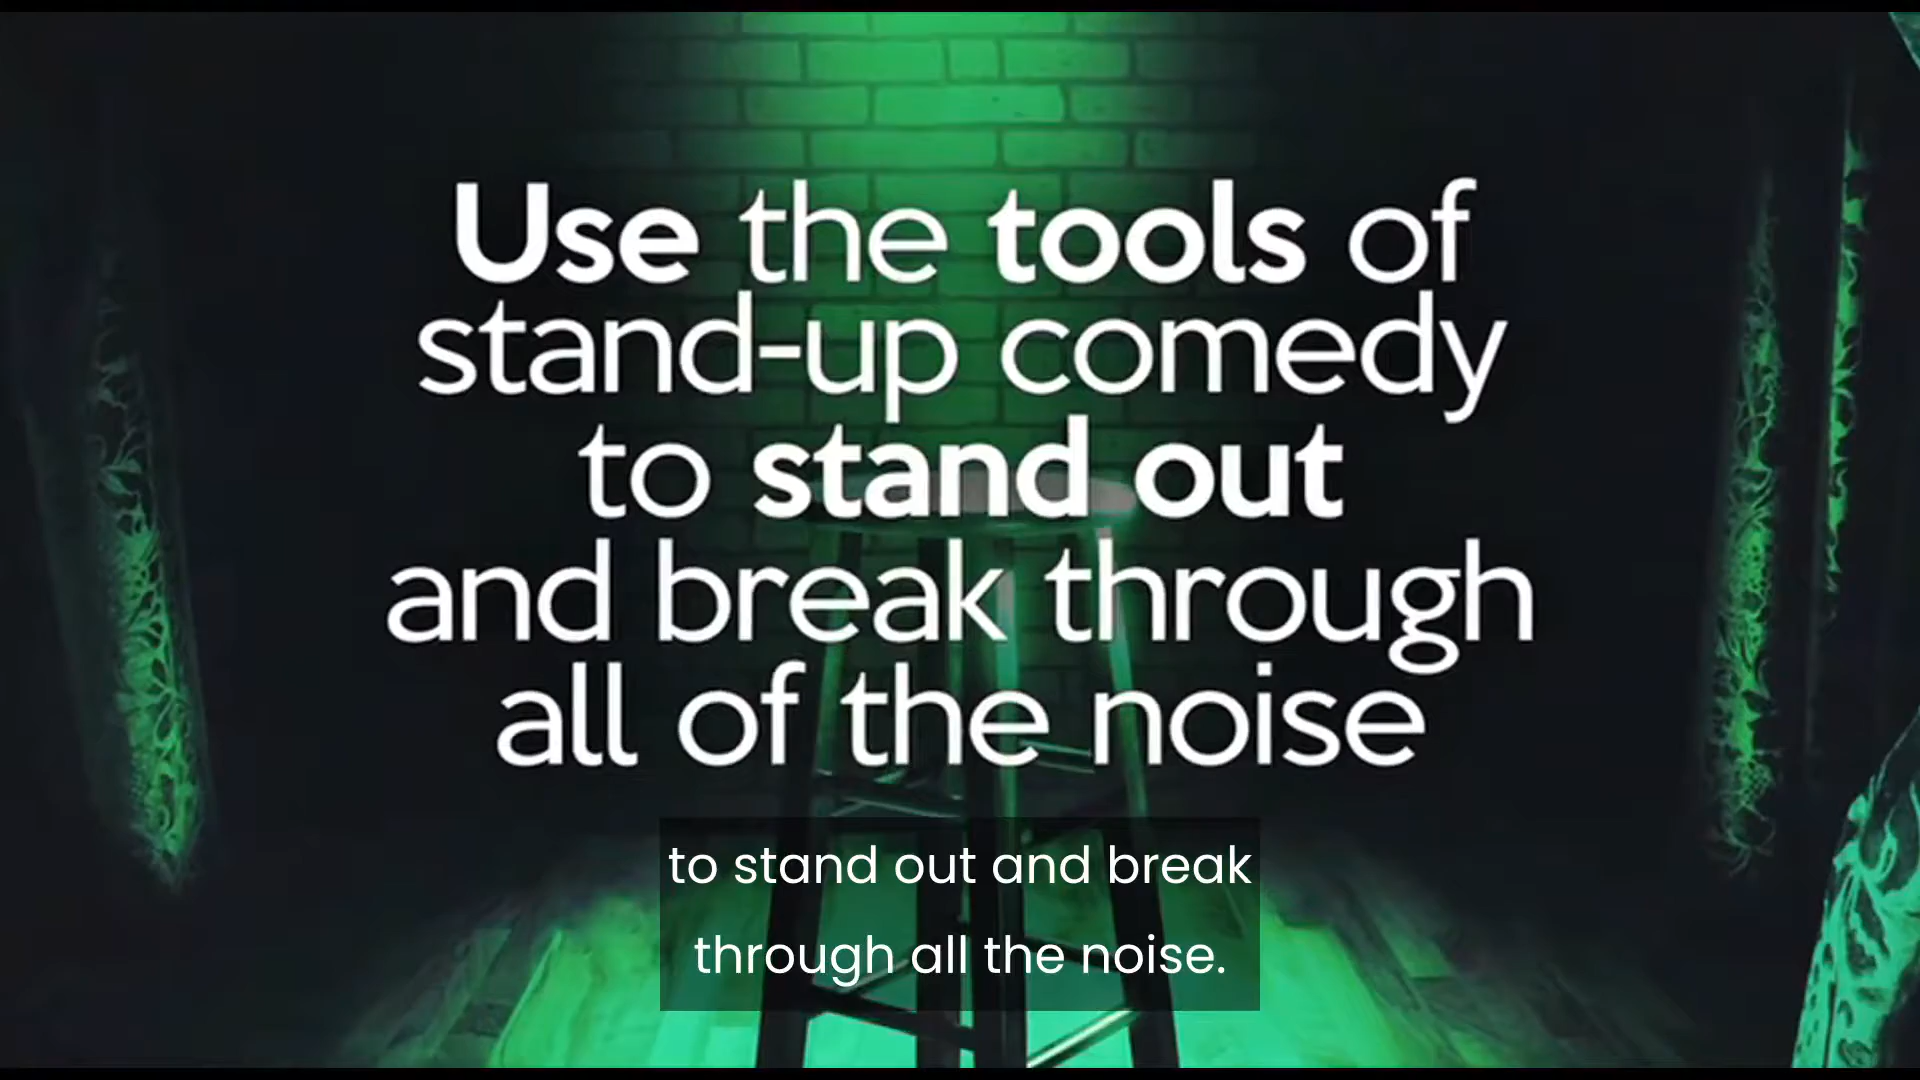 Use the tools of
stand-up comedy
to stand out
and break through
all of the noise
to stand out and break
through all the noise.